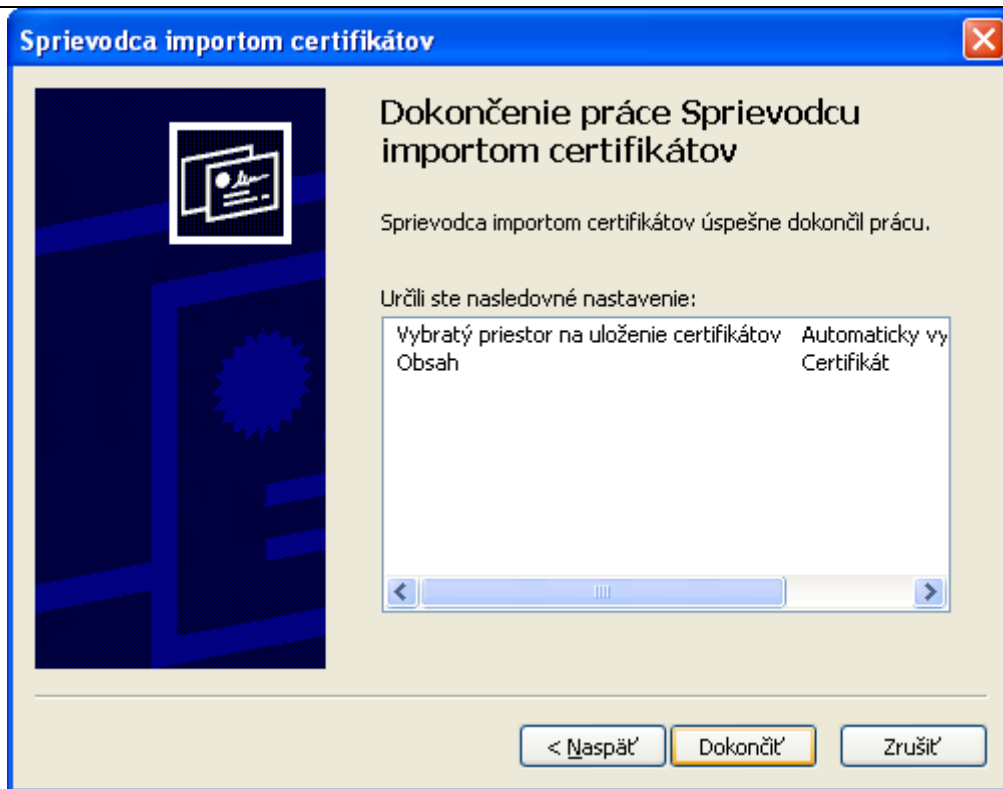 Sprievodca importom certifikátov
Dokončenie práce Sprievodcu
importom certifikátov
Sprievodca importom certifikátov úspešne dokončil prácu.
Určili ste nasledovné nastavenie:
Vybratý priestor na uloženie certifikátov Automaticky vy
Obsah Certifikát
< Naspäť Dokončiť Zrušiť